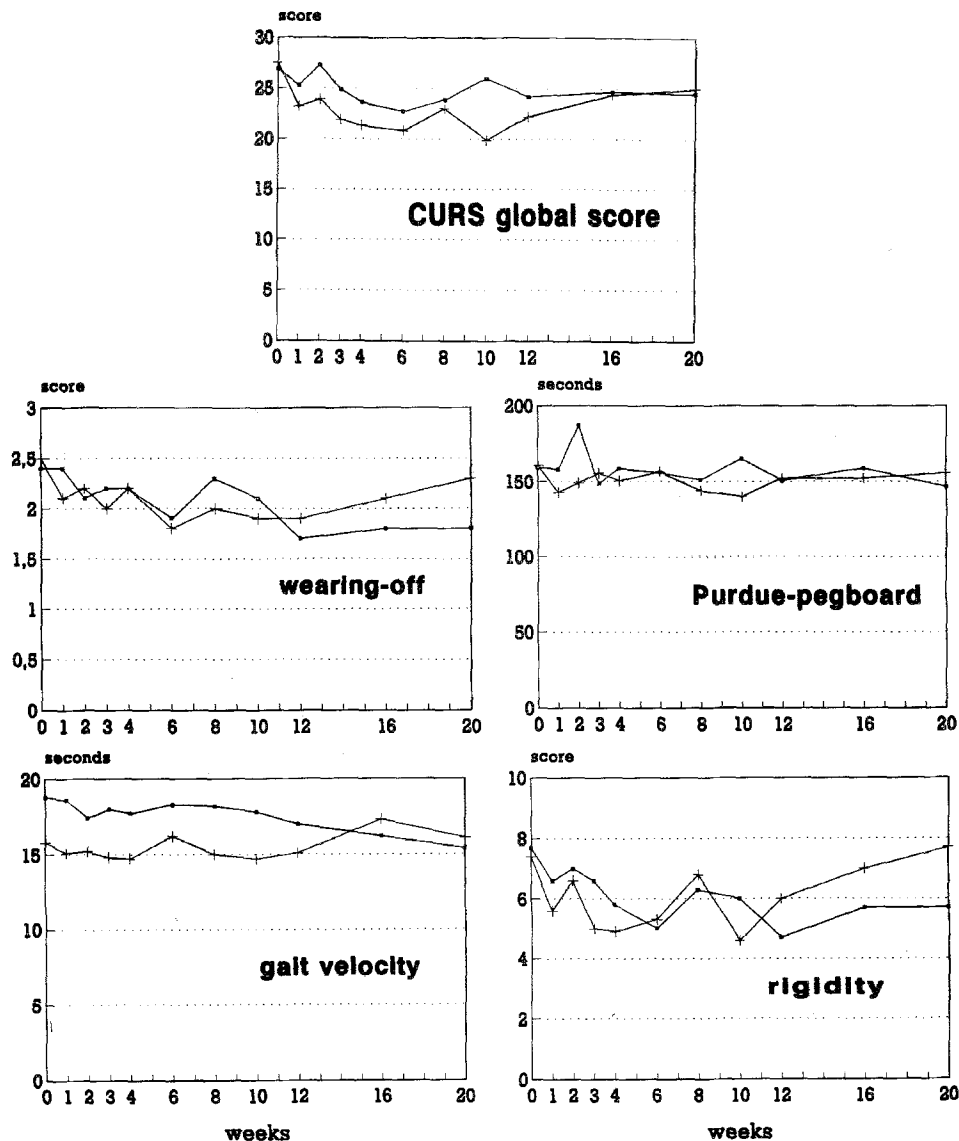 score
30
25
20
15
10
5
0
CURS global score
0 1 2 3 4 6 8 10 12 16 20
score
3
2,5
2
1,5
1
0,5
0
wearing-off
0 1 2 3 4 6 8 10 12 16 20
seconds
200
150
100
50
0
Purdue-pegboard
0 1 2 3 4 6 8 10 12 16 20
seconds
20
15
10
5
0
gait velocity
0 1 2 3 4 6 8 10 12 16 20
weeks
score
10
8
6
4
2
0
rigidity
0 1 2 3 4 6 8 10 12 16 20
weeks